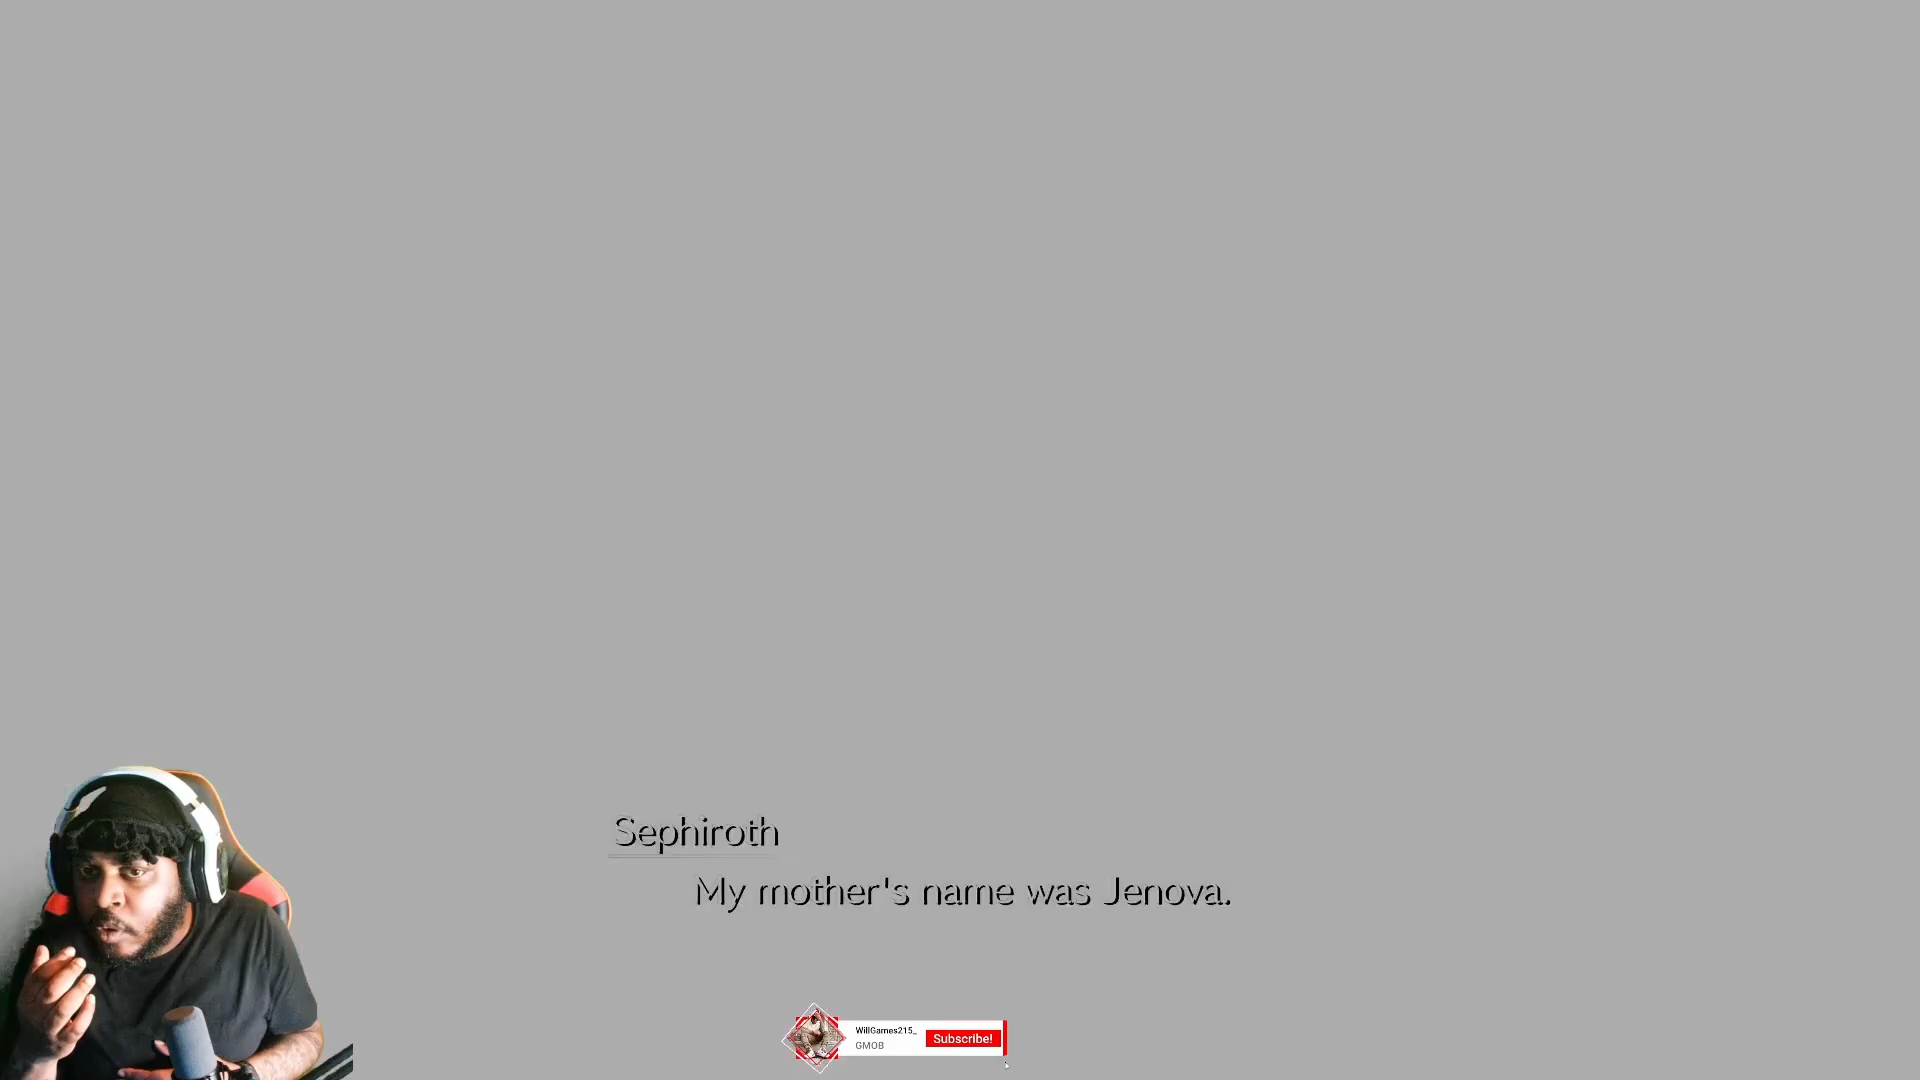 Sephiroth
My mother's name was Jenova.
WillGames215_
GMOB
Subscribe!